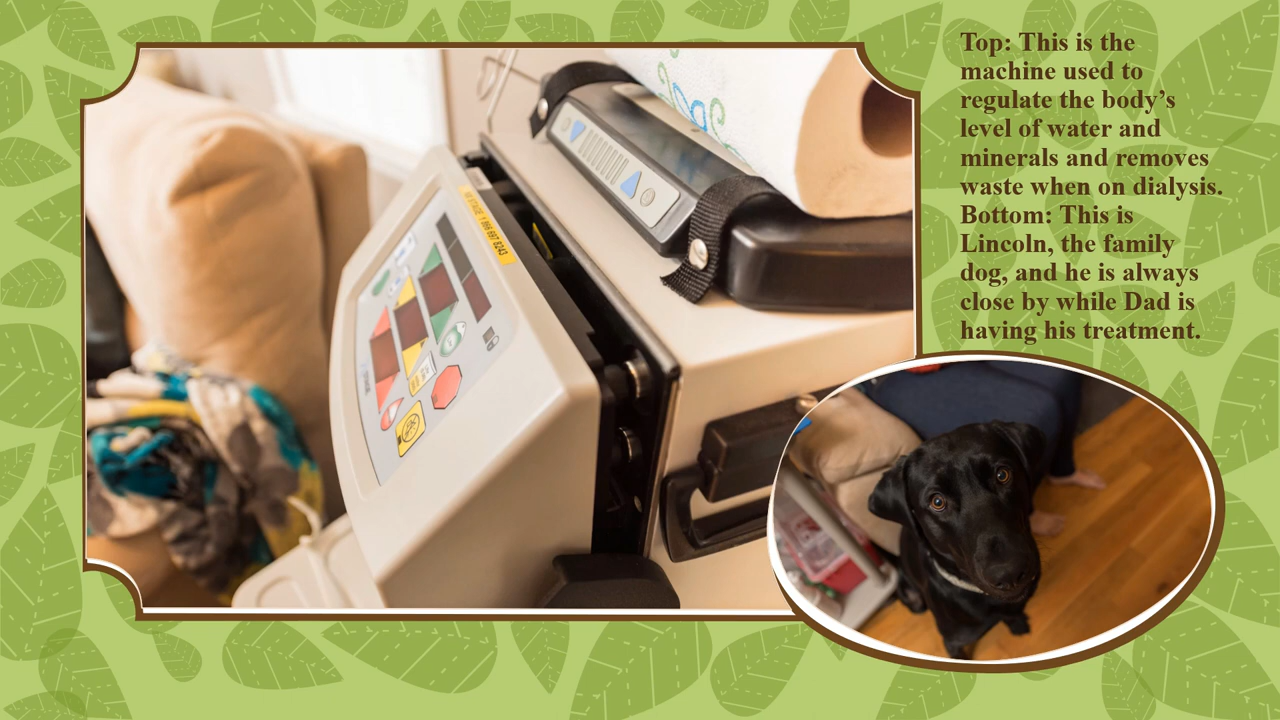 Top: This is the
machine used to
regulate the body’s
level of water and
minerals and removes
waste when on dialysis.
Bottom: This is
Lincoln, the family
dog, and he is always
close by while Dad is
having his treatment.